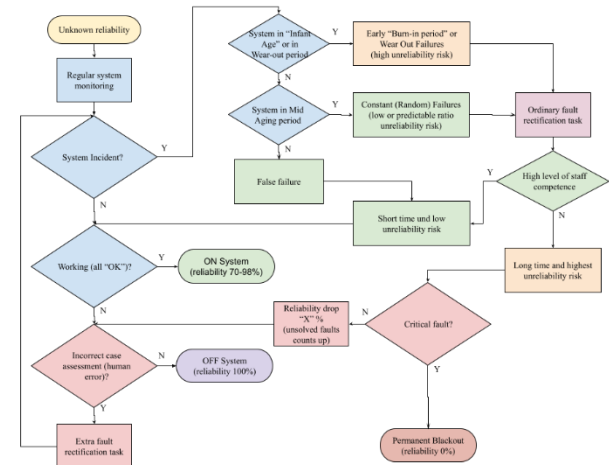 Unknown reliability
Regular system
monitoring
System Incident?
Y
N
System in “Infant
Age” or in
Wear-out period
Y
N
Early “Burn-in period” or
Wear Out Failures
(high unreliability risk)
System in Mid
Aging period
Y
N
Constant (Random) Failures
(low or predictable ratio
unreliability risk)
Ordinary fault
rectification task
False failure
High level of staff
competence
Y
N
Short time und low
unreliability risk
Working (all “OK”)?
Y
N
ON System
(reliability 70-98%)
Long time and highest
unreliability risk
Reliability drop
“X” %
(unsolved faults
counts up)
N
Critical fault?
Y
Incorrect case
assessment (human
error)?
N
Y
OFF System
(reliability 100%)
Extra fault
rectification task
Permanent Blackout
(reliability 0%)